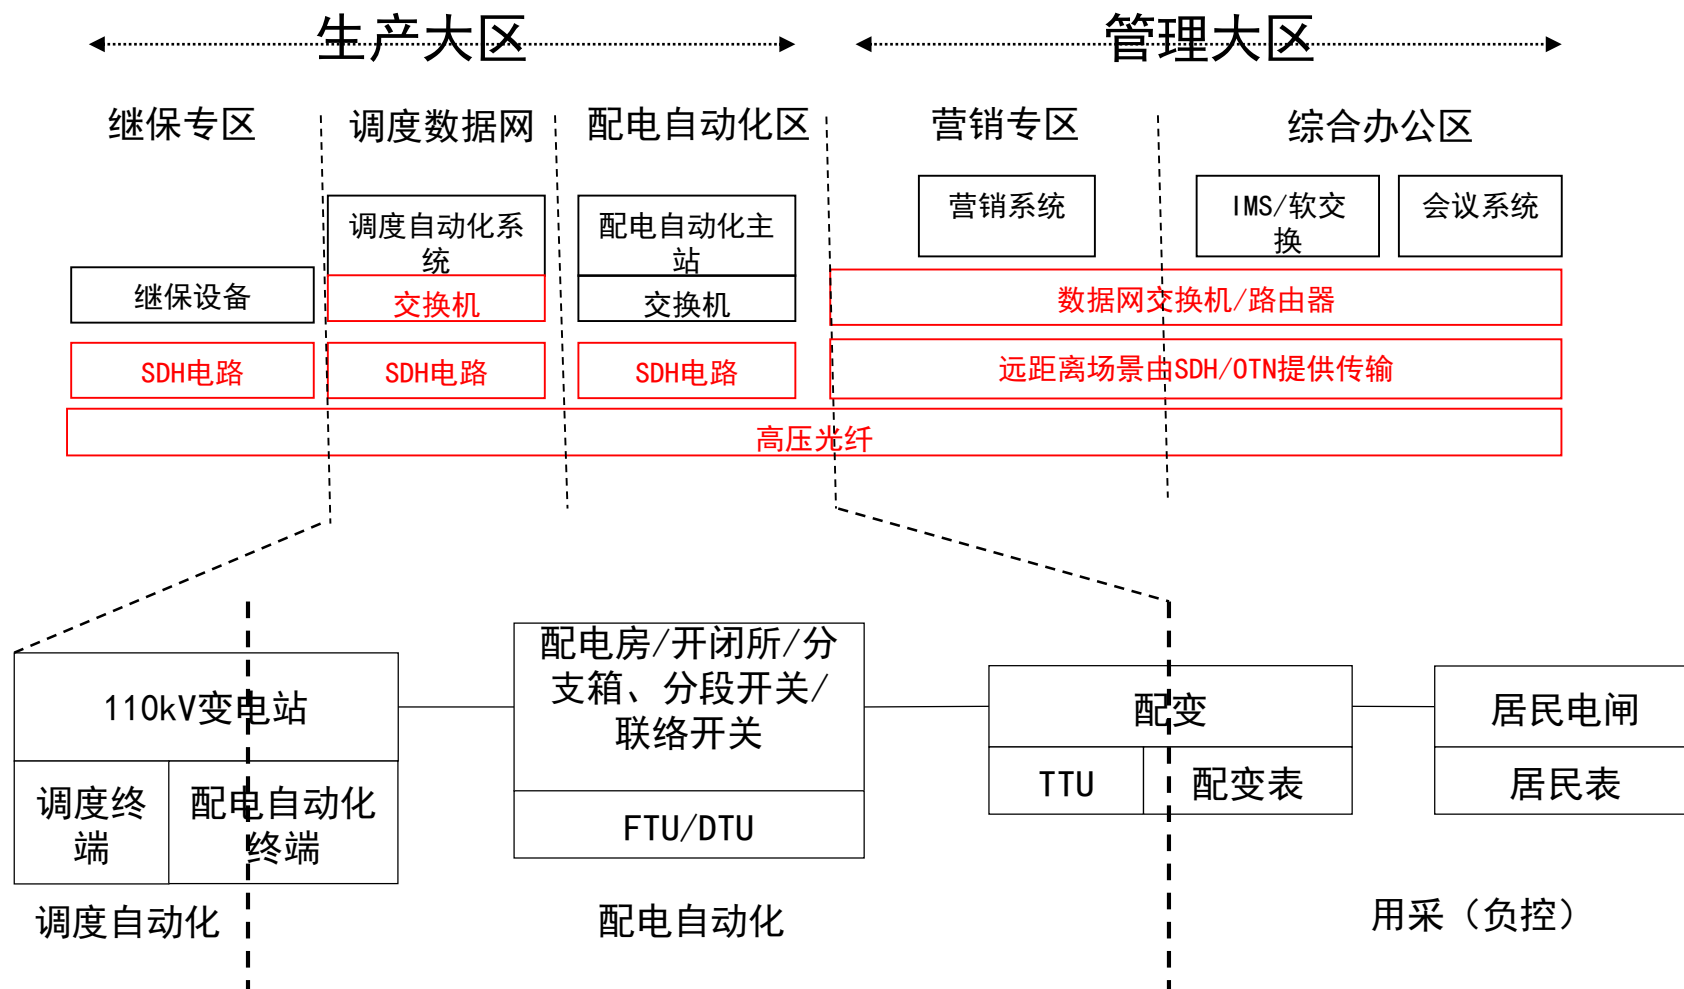 生产大区
管理大区
继保专区
调度数据网
配电自动化区
营销专区
综合办公区
调度自动化系
统
配电自动化主
站
营销系统
IMS/软交
换
会议系统
继保设备
交换机
交换机
数据网交换机/路由器
SDH电路
SDH电路
SDH电路
远距离场景由SDH/OTN提供传输
高压光纤
110kV变电站
配电房/开闭所/分
支箱、分段开关/
联络开关
配变
居民电闸
调度终
端
配电自动化
终端
FTU/DTU
TTU
配变表
居民表
调度自动化
配电自动化
用采（负控）